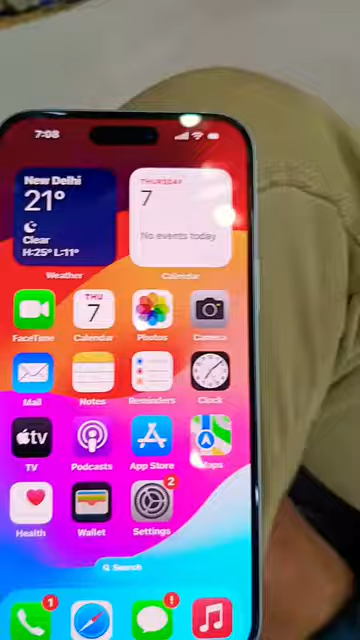 7:08
New Delhi
21°
Clear
H:25° L:11°
Weather
THURSDAY
7
No events today
Calendar
FaceTime
THU
7
Calendar
Photos
Camera
Mail
Notes
Reminders
Clock
tv
TV
Podcasts
App Store
Maps
Health
Wallet
2
Settings
Search
1
!